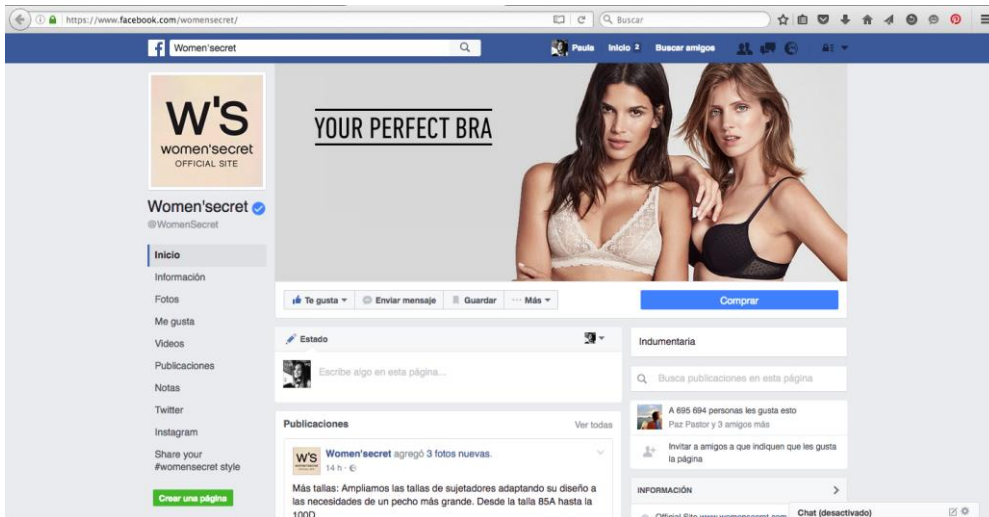 https://www.facebook.com/womensecret/
Buscar
Women'secret
Paula Inicio 2 Buscar amigos
W'S
women'secret
OFFICIAL SITE
YOUR PERFECT BRA
Women'secret
@WomenSecret
Inicio
Información
Fotos
Me gusta
Videos
Publicaciones
Notas
Twitter
Instagram
Share your
#womensecret style
Crear una página
Te gusta Enviar mensaje Guardar Más
Comprar
Estado
Escribe algo en esta página...
Publicaciones Ver todas
W'S
Women'secret agregó 3 fotos nuevas.
14 h
Más tallas: Ampliamos las tallas de sujetadores adaptando su diseño a
las necesidades de un pecho más grande. Desde la talla 85A hasta la
100D
Indumentaria
Busca publicaciones en esta página
A 695 694 personas les gusta esto
Paz Pastor y 3 amigos más
Invitar a amigos a que indiquen que les gusta
la página
INFORMACIÓN
Official Site www.womensecret.com
Chat (desactivado)